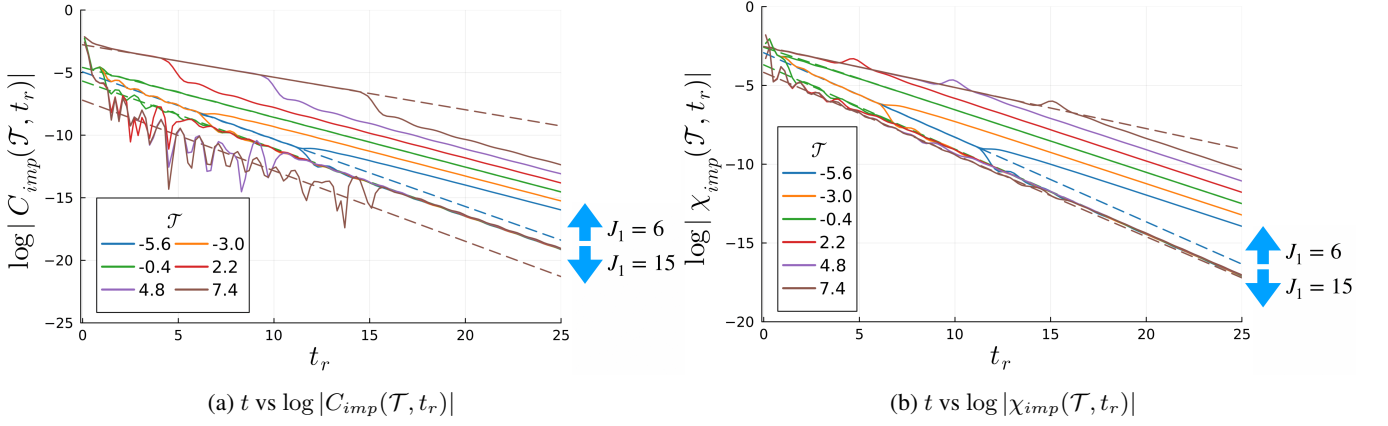 0
−5
−10
−15
−20
−25
0
5
10
15
20
25
log| C_imp(𝒯, t_r)|
t_r
𝒯
-5.6 -3.0
-0.4 2.2
4.8 7.4
J_1 = 6
J_1 = 15
0
−5
−10
−15
−20
0
5
10
15
20
25
log| χ_imp(𝒯, t_r)|
t_r
𝒯
-5.6
-3.0
-0.4
2.2
4.8
7.4
J_1 = 6
J_1 = 15
(a) t vs log |C_imp(𝒯, t_r)|
(b) t vs log |χ_imp(𝒯, t_r)|